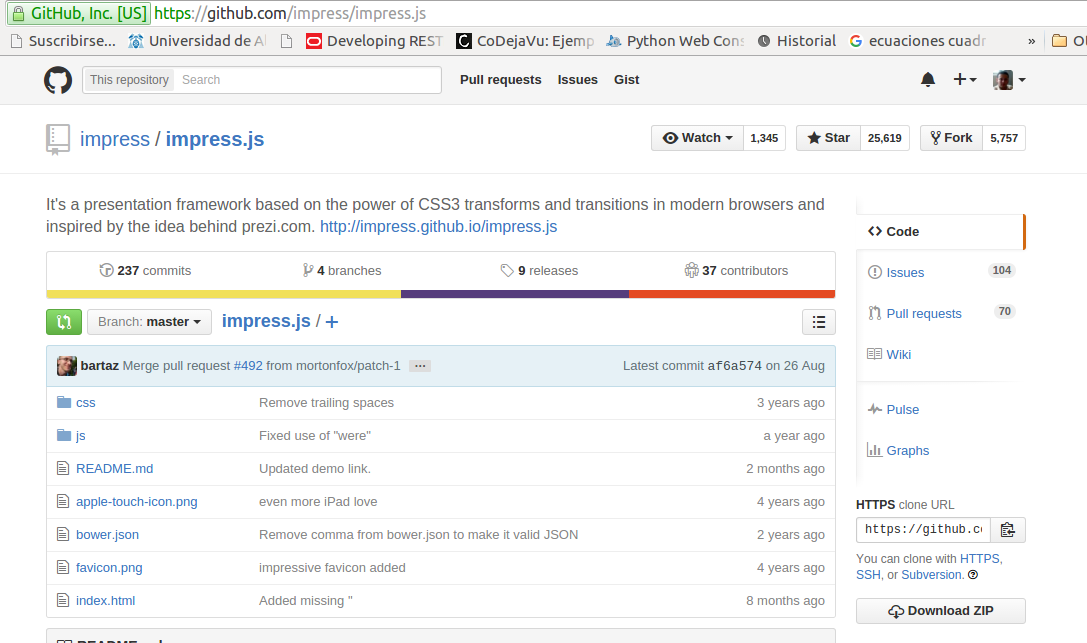 GitHub, Inc. [US] https://github.com/impress/impress.js
Suscribirse... Universidad de Developing REST CoDejaVu: Ejemp Python Web Historial ecuaciones cuadr »
This repository Search Pull requests Issues Gist
impress / impress.js Watch 1,345 Star 25,619 Fork 5,757
It's a presentation framework based on the power of CSS3 transforms and transitions in modern browsers and
inspired by the idea behind prezi.com. http://impress.github.io/impress.js
237 commits 4 branches 9 releases 37 contributors
Branch: master impress.js / +
bartaz Merge pull request #492 from mortonfox/patch-1 ... Latest commit af6a574 on 26 Aug
css Remove trailing spaces 3 years ago
js Fixed use of "were" a year ago
README.md Updated demo link. 2 months ago
apple-touch-icon.png even more iPad love 4 years ago
bower.json Remove comma from bower.json to make it valid JSON 2 years ago
favicon.png impressive favicon added 4 years ago
index.html Added missing " 8 months ago
Code
Issues 104
Pull requests 70
Wiki
Pulse
Graphs
HTTPS clone URL
https://github.c
You can clone with HTTPS,
SSH, or Subversion.
Download ZIP